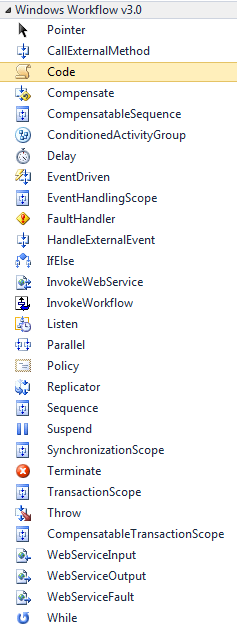 Windows Workflow v3.0
Pointer
CallExternalMethod
Code
Compensate
CompensatableSequence
ConditionedActivityGroup
Delay
EventDriven
EventHandlingScope
FaultHandler
HandleExternalEvent
IfElse
InvokeWebService
InvokeWorkflow
Listen
Parallel
Policy
Replicator
Sequence
Suspend
SynchronizationScope
Terminate
TransactionScope
Throw
CompensatableTransactionScope
WebServiceInput
WebServiceOutput
WebServiceFault
While